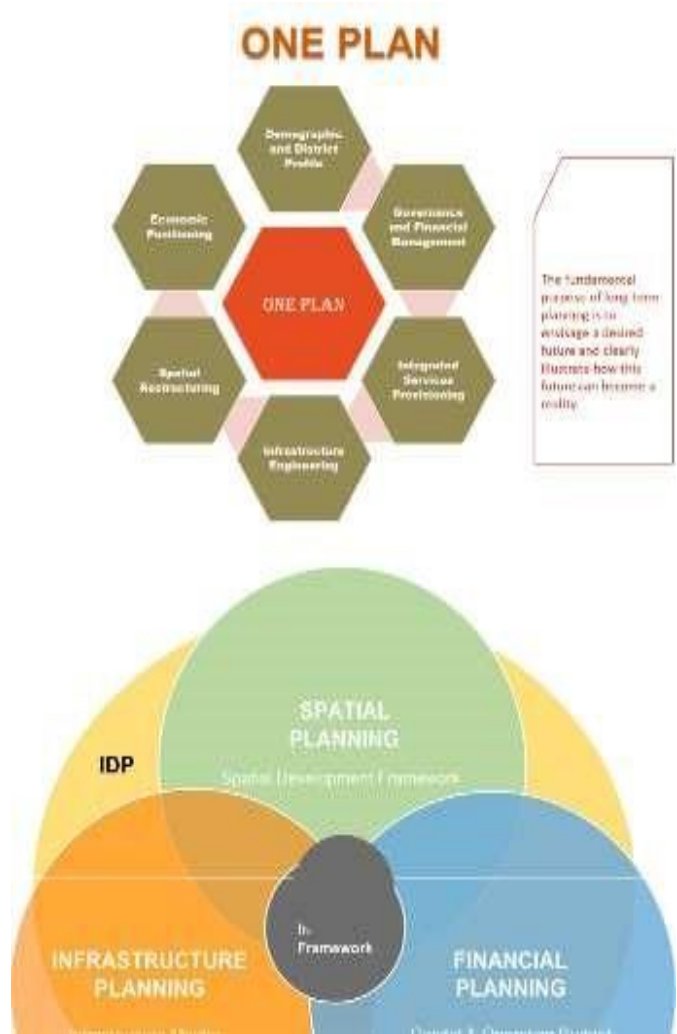 ONE PLAN
Demographic
and District
Profile
Economic
Positioning
Governance
and Financial
Management
ONE PLAN
Spatial
Restructuring
Integrated
Services
Provisioning
Infrastructure
Engineering
The fundamental
purpose of long term
planning is to
envisage a desired
future and clearly
illustrate how this
future can become a
reality
SPATIAL
PLANNING
IDP
Spatial Development Framework
Framework
INFRASTRUCTURE
PLANNING
FINANCIAL
PLANNING